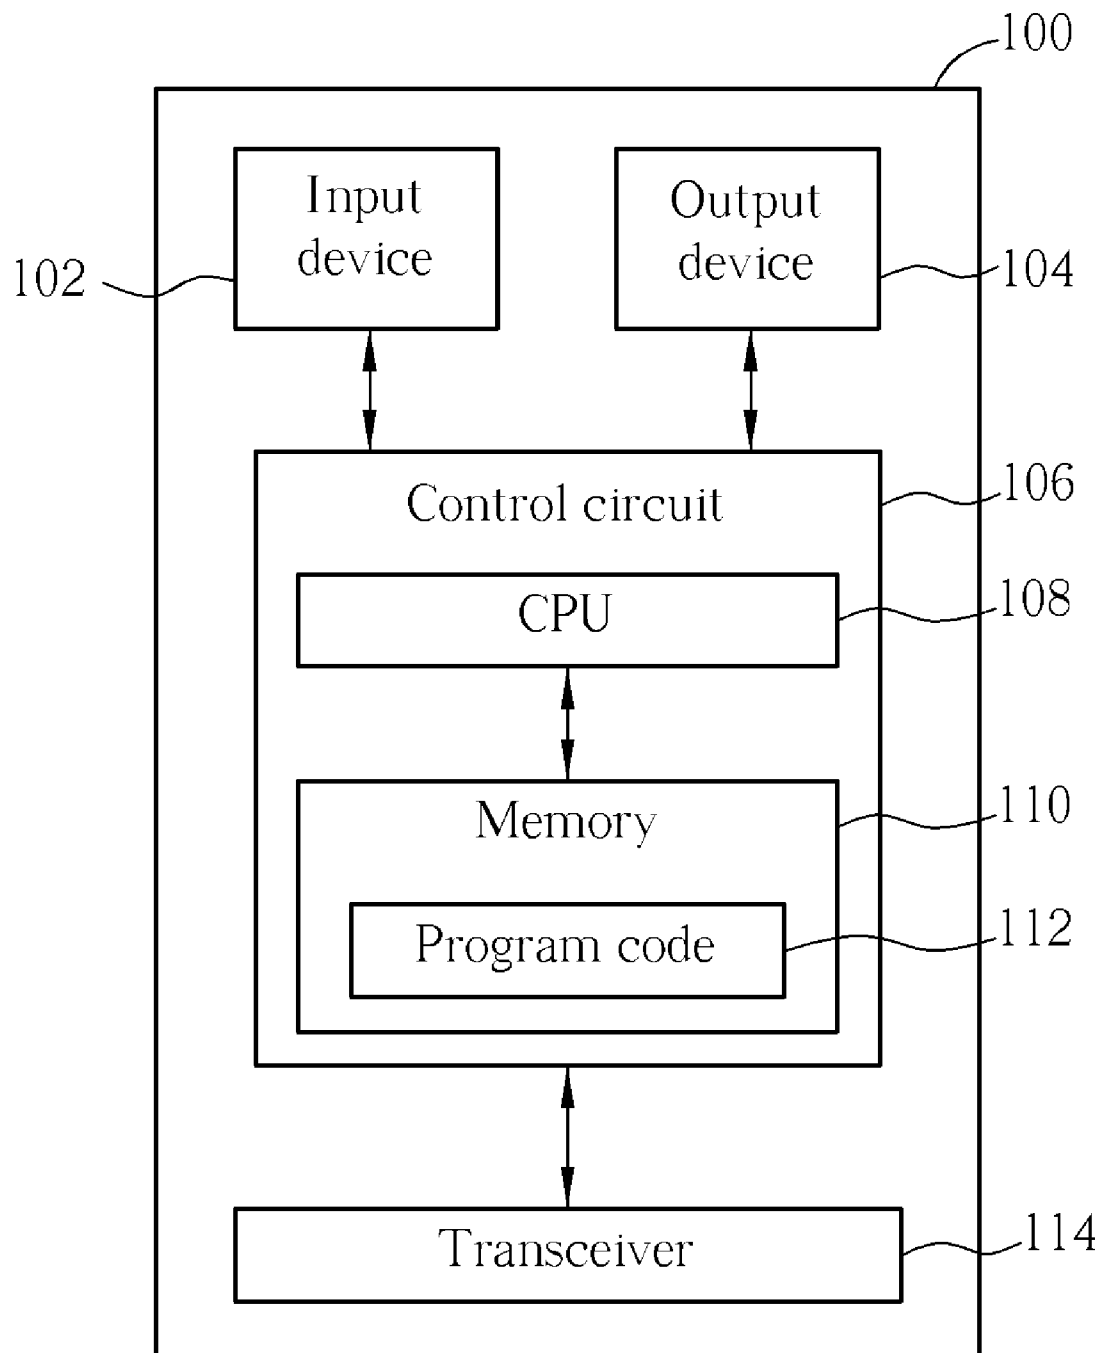 100
Input
device
Output
device
102
104
Control circuit
106
CPU
108
Memory
110
Program code
112
Transceiver
114